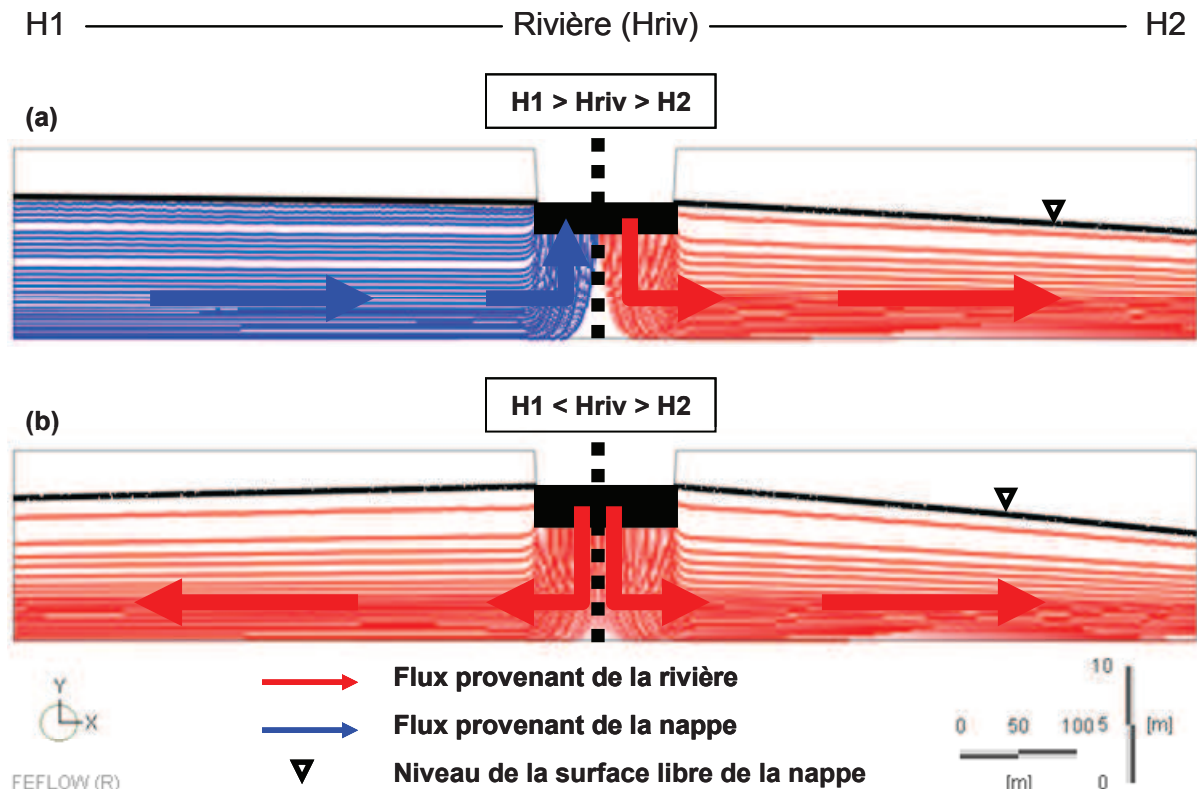 H1 Rivière (Hriv) H2
H1 > Hriv > H2
(a)
H1 < Hriv > H2
(b)
Flux provenant de la rivière
Flux provenant de la nappe
Niveau de la surface libre de la nappe
Y
X
FEFLOW (R)
0 50 100
[m]
10
5 [m]
0